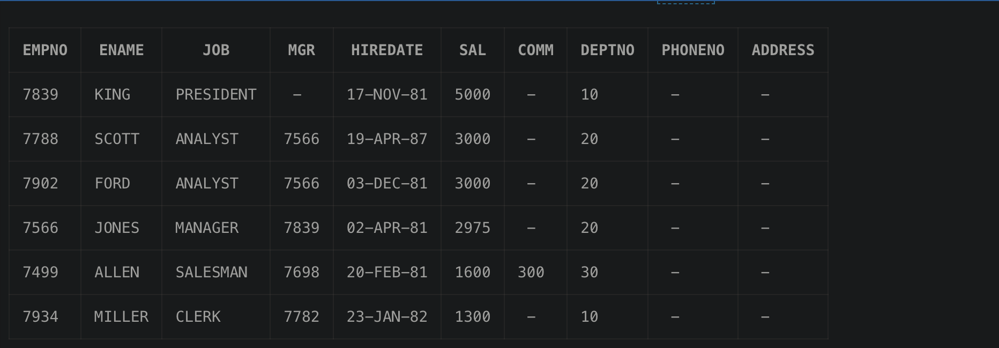 EMPNO ENAME JOB MGR HIREDATE SAL COMM DEPTNO PHONENO ADDRESS
7839 KING PRESIDENT – 17–NOV–81 5000 – 10 – –
7788 SCOTT ANALYST 7566 19–APR–87 3000 – 20 – –
7902 FORD ANALYST 7566 03–DEC–81 3000 – 20 – –
7566 JONES MANAGER 7839 02–APR–81 2975 – 20 – –
7499 ALLEN SALESMAN 7698 20–FEB–81 1600 300 30 – –
7934 MILLER CLERK 7782 23–JAN–82 1300 – 10 – –